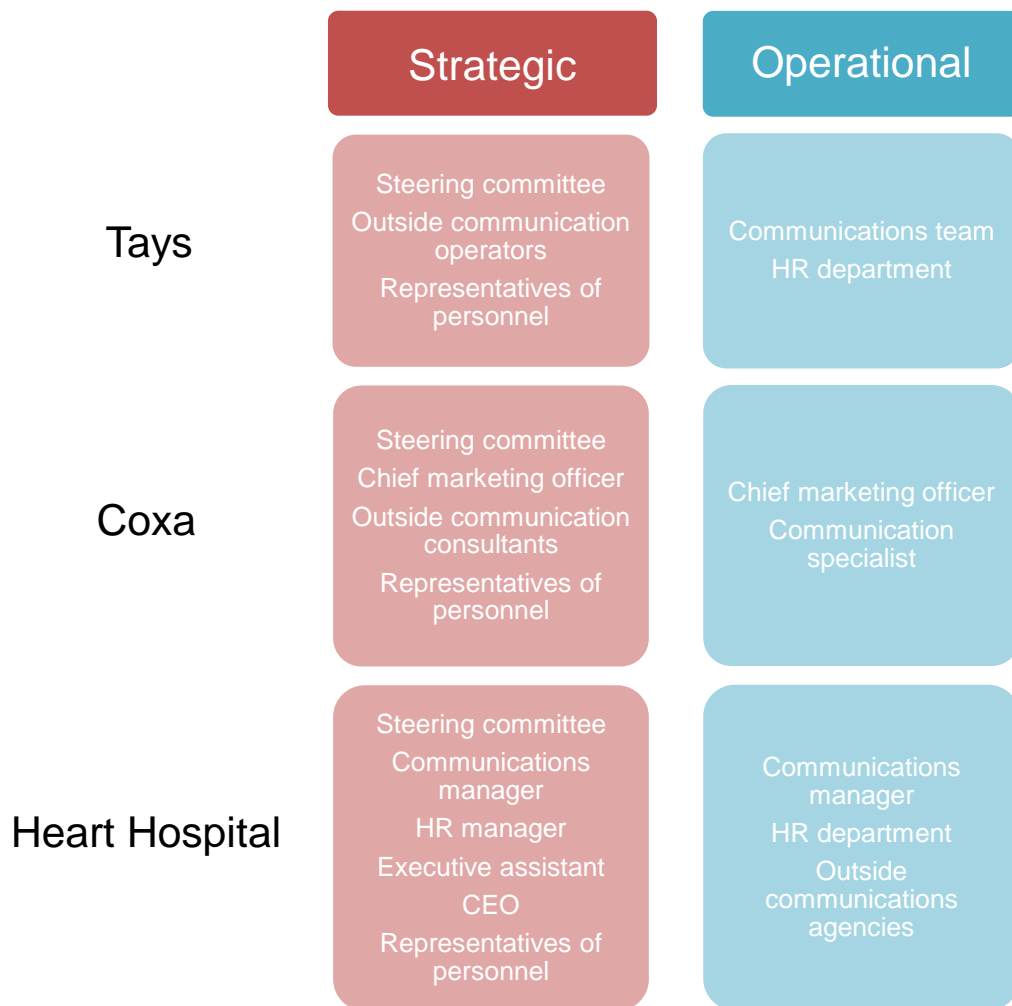 Strategic
Operational
Tays
Steering committee
Outside communication
operators
Representatives of
personnel
Communications team
HR department
Coxa
Steering committee
Chief marketing officer
Outside communication
consultants
Representatives of
personnel
Chief marketing officer
Communication
specialist
Heart Hospital
Steering committee
Communications
manager
HR manager
Executive assistant
CEO
Representatives of
personnel
Communications
manager
HR department
Outside
communications
agencies